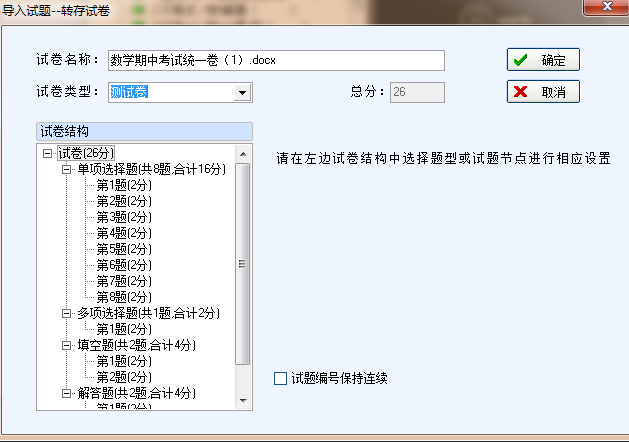 导入试题--转存试卷
试卷名称：
数学期中考试统一卷（1）.docx
确定
试卷类型：
测试卷
总分：
26
取消
试卷结构
试卷(26分)
单项选择题(共8题,合计16分)
第1题(2分)
第2题(2分)
第3题(2分)
第4题(2分)
第5题(2分)
第6题(2分)
第7题(2分)
第8题(2分)
多项选择题(共1题,合计2分)
第1题(2分)
填空题(共2题,合计4分)
第1题(2分)
第2题(2分)
解答题(共2题,合计4分)
第1题(2分)
请在左边试卷结构中选择题型或试题节点进行相应设置
试题编号保持连续